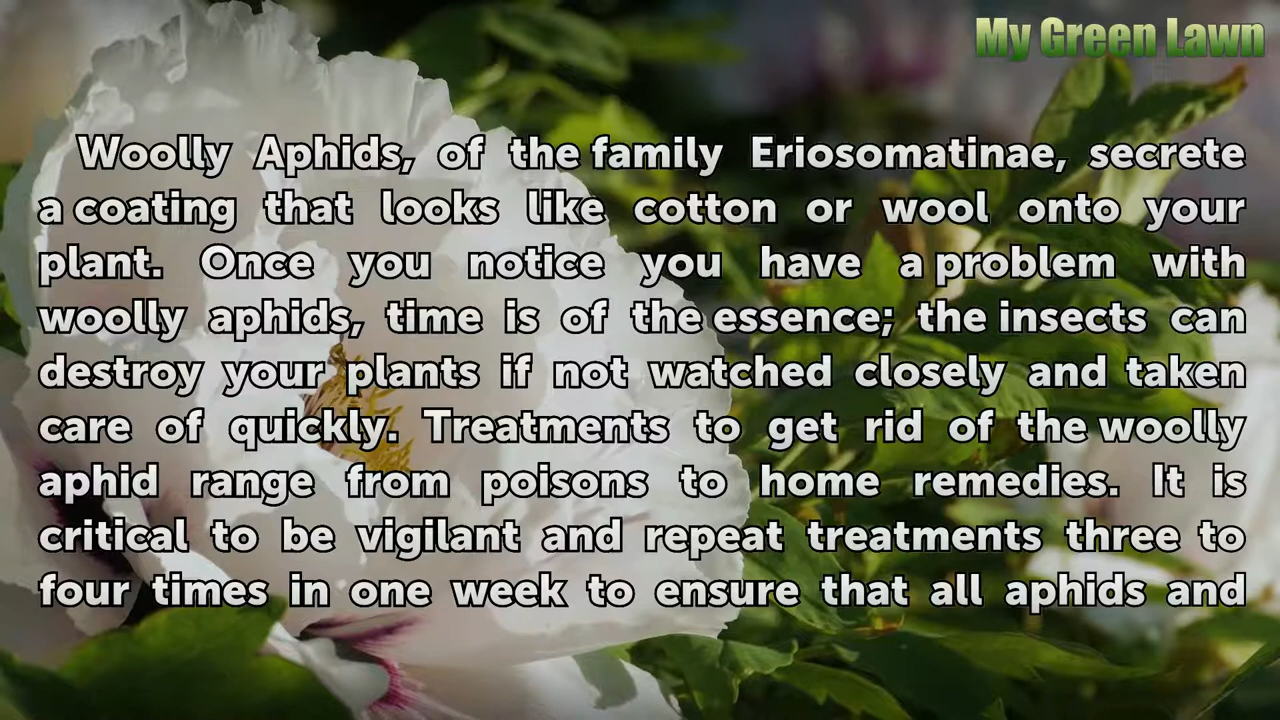 My Green Lawn
Woolly Aphids, of the family Eriosomatinae, secrete
a coating that looks like cotton or wool onto your
plant. Once you notice you have a problem with
woolly aphids, time is of the essence; the insects can
destroy your plants if not watched closely and taken
care of quickly. Treatments to get rid of the woolly
aphid range from poisons to home remedies. It is
critical to be vigilant and repeat treatments three to
four times in one week to ensure that all aphids and